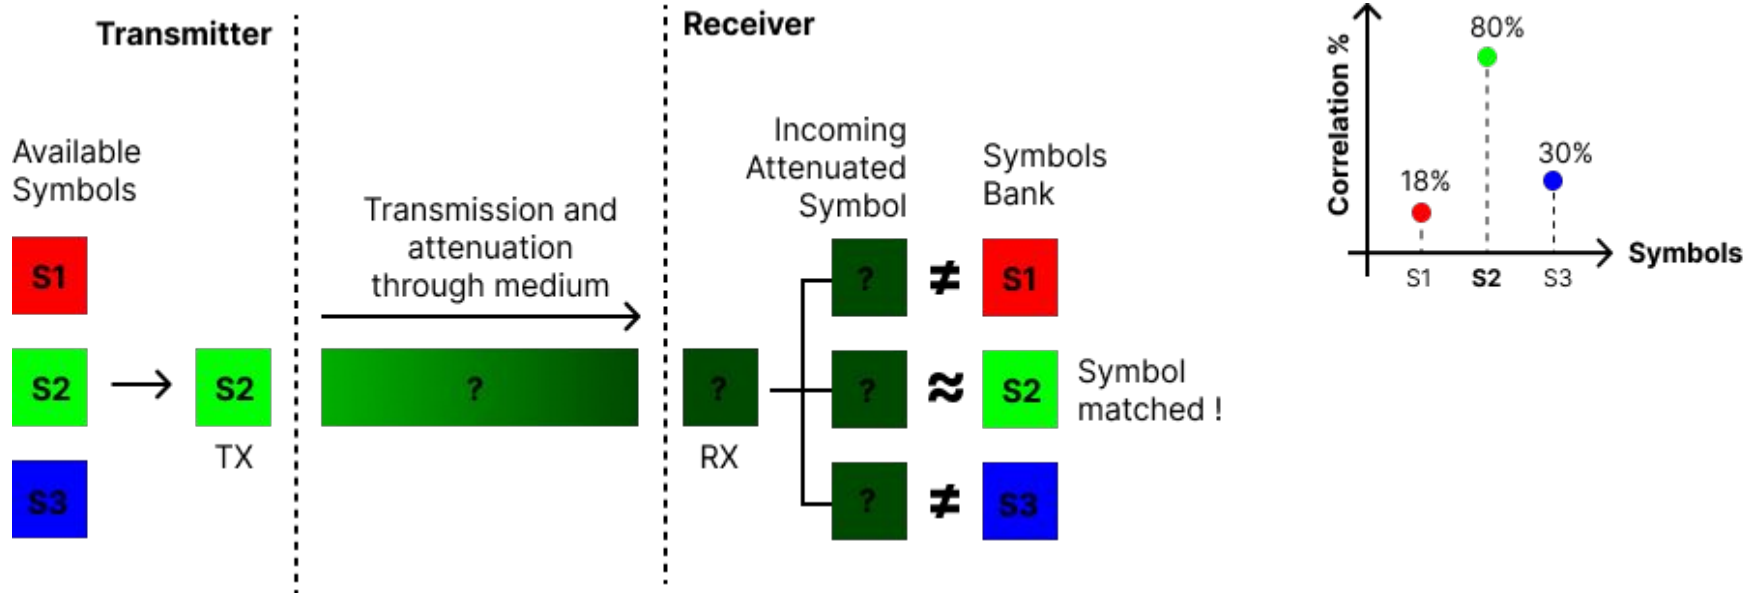 Transmitter
Available
Symbols
S1
S2
S3
S2
TX
Transmission and
attenuation
through medium
?
Receiver
?
RX
Incoming
Attenuated
Symbol
Symbols
Bank
? ≠ S1
? ≈ S2
Symbol
matched !
? ≠ S3
Correlation %
18%
80%
30%
S1 S2 S3
Symbols